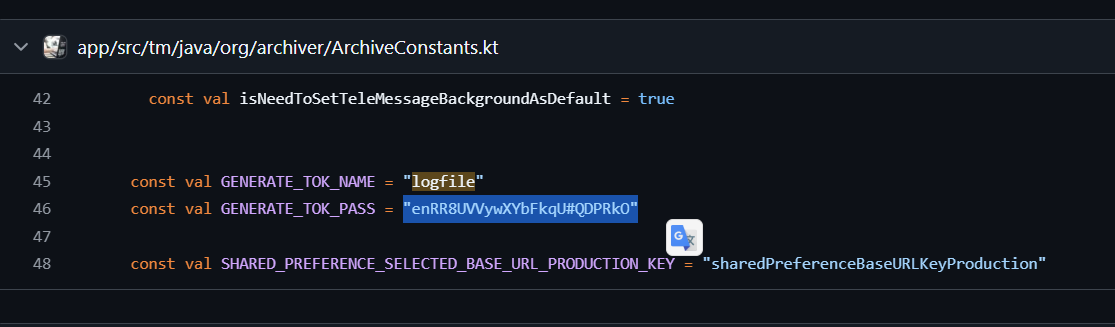 app/src/tm/java/org/archiver/ArchiveConstants.kt
42 const val isNeedToSetTeleMessageBackgroundAsDefault = true
43
44
45 const val GENERATE_TOK_NAME = "logfile"
46 const val GENERATE_TOK_PASS = "enRR8UVVywXYbFkqU#QDPRkO"
47
48 const val SHARED_PREFERENCE_SELECTED_BASE_URL_PRODUCTION_KEY = "sharedPreferenceBaseURLKeyProduction"